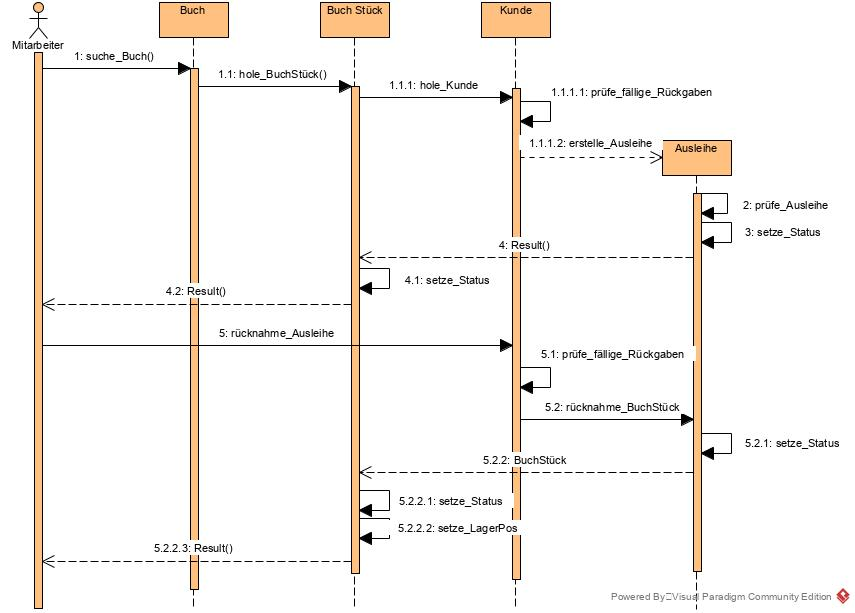 Mitarbeiter
Buch
Buch Stück
Kunde
1: suche_Buch()
1.1: hole_BuchStück()
1.1.1: hole_Kunde
1.1.1.1: prüfe_fällige_Rückgaben
1.1.1.2: erstelle_Ausleihe
Ausleihe
2: prüfe_Ausleihe
3: setze_Status
4: Result()
4.1: setze_Status
4.2: Result()
5: rücknahme_Ausleihe
5.1: prüfe_fällige_Rückgaben
5.2: rücknahme_BuchStück
5.2.1: setze_Status
5.2.2: BuchStück
5.2.2.1: setze_Status
5.2.2.2: setze_LagerPos
5.2.2.3: Result()
Powered By Visual Paradigm Community Edition